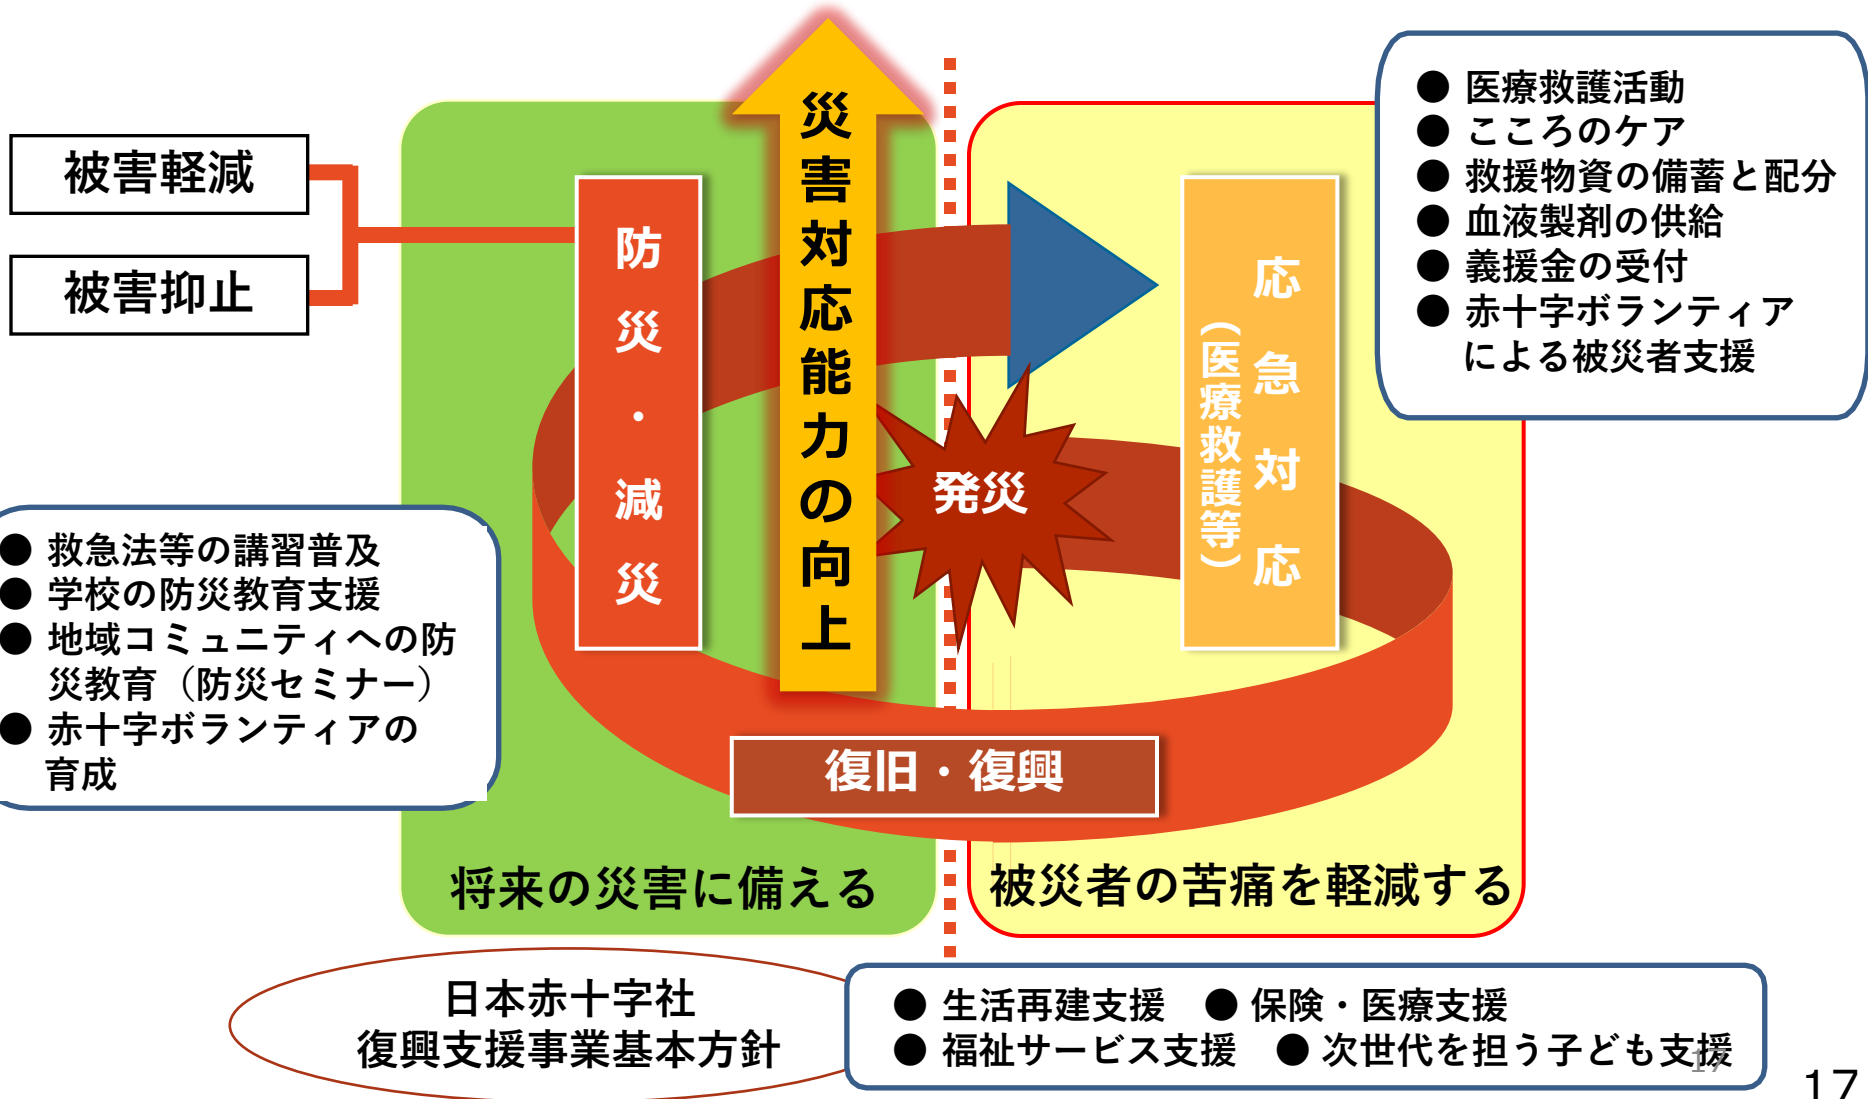 被害軽減
被害抑止
災害対応能力の向上
防災・減災
応急対応
（医療救護等）
発災
復旧・復興
● 医療救護活動
● こころのケア
● 救援物資の備蓄と配分
● 血液製剤の供給
● 義援金の受付
● 赤十字ボランティア
による被災者支援
● 救急法等の講習普及
● 学校の防災教育支援
● 地域コミュニティへの防
災教育（防災セミナー）
● 赤十字ボランティアの
育成
将来の災害に備える
被災者の苦痛を軽減する
日本赤十字社
復興支援事業基本方針
● 生活再建支援 ● 保険・医療支援
● 福祉サービス支援 ● 次世代を担う子ども支援
17
17